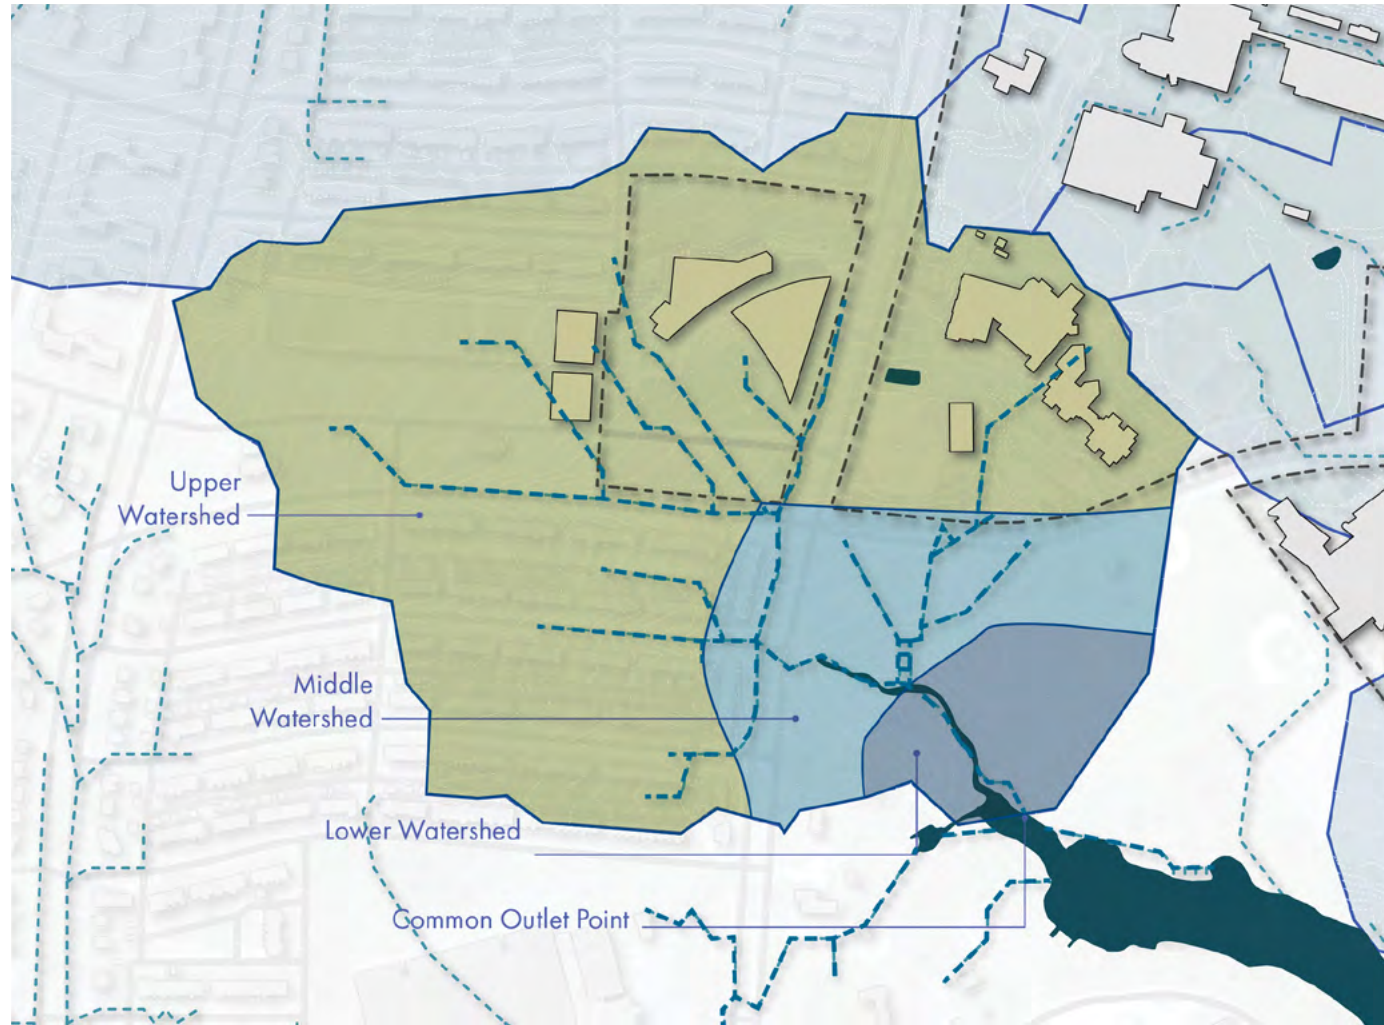 Upper
Watershed
Middle
Watershed
Lower Watershed
Common Outlet Point